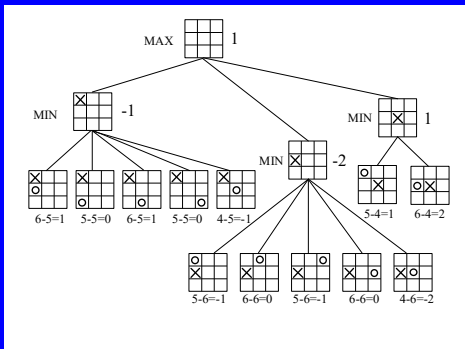 MAX 1
MIN -1
MIN 1
MIN -2
X
X
X
X O
X O
X O
X O
X O
O X
O X
6-5=1 5-5=0 6-5=1 5-5=0 4-5=-1
5-4=1 6-4=2
O X
O X
O X
X O
X O
5-6=-1 6-6=0 5-6=-1 6-6=0 4-6=-2